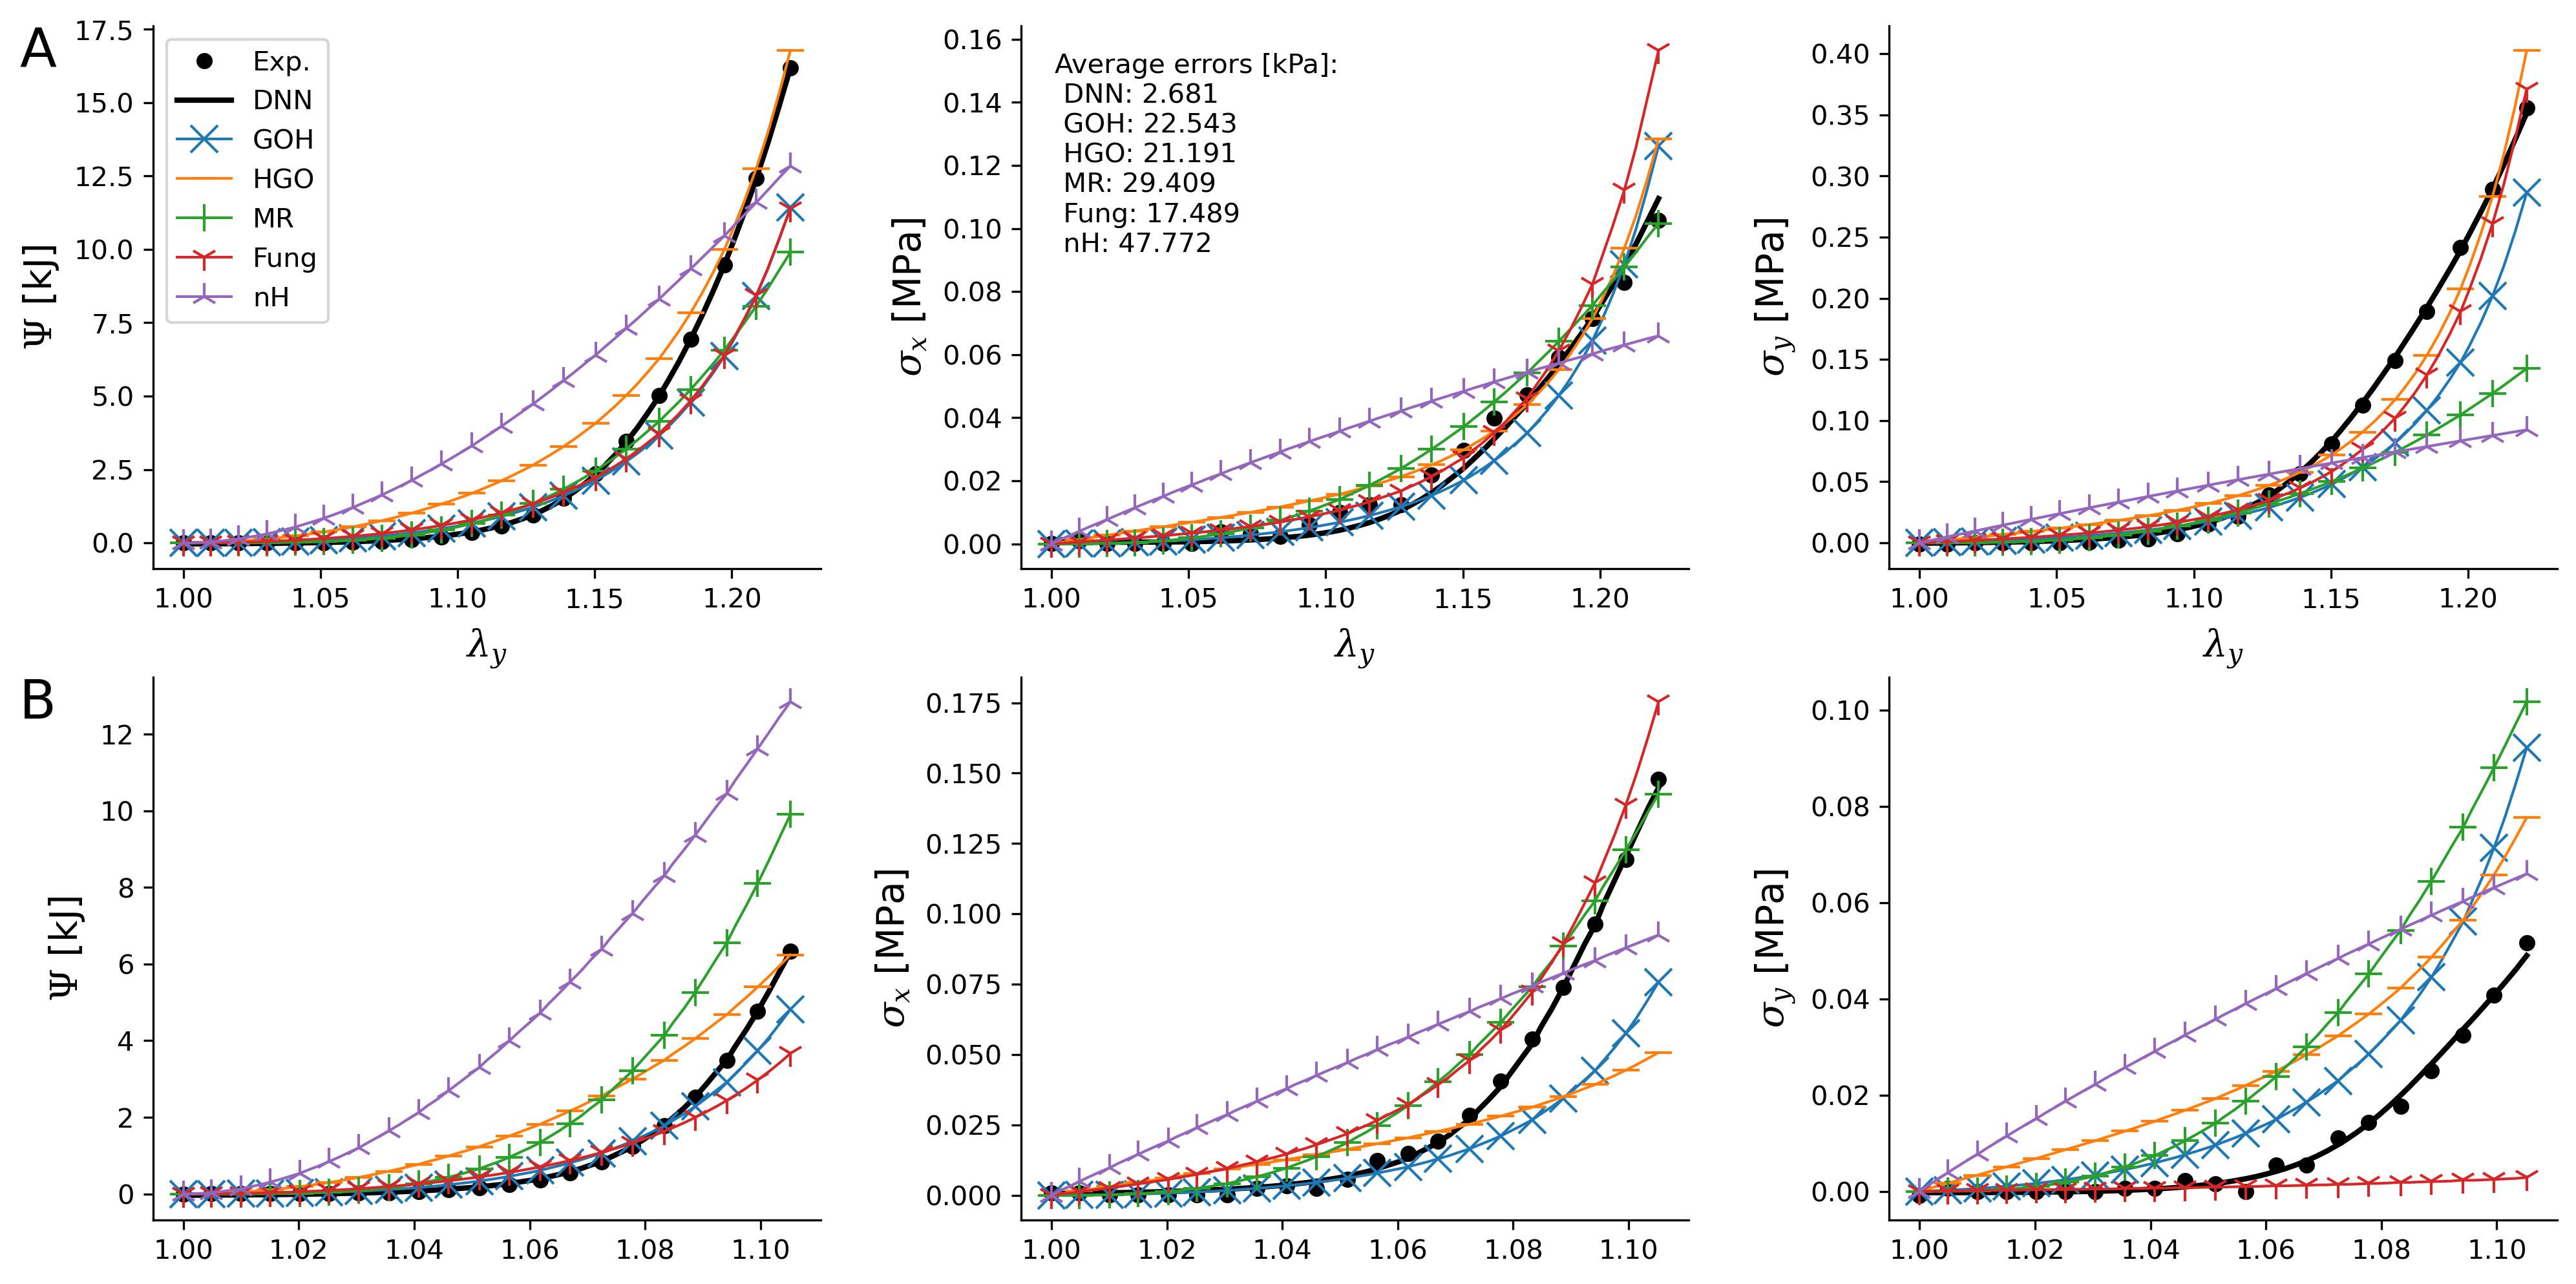 A
17.5
15.0
12.5
10.0
7.5
5.0
2.5
0.0
Ψ [kJ]
Exp.
DNN
GOH
HGO
MR
Fung
nH
1.00 1.05 1.10 1.15 1.20
λy
0.16
0.14
0.12
0.10
0.08
0.06
0.04
0.02
0.00
σx [MPa]
Average errors [kPa]:
DNN: 2.681
GOH: 22.543
HGO: 21.191
MR: 29.409
Fung: 17.489
nH: 47.772
1.00 1.05 1.10 1.15 1.20
λy
0.40
0.35
0.30
0.25
0.20
0.15
0.10
0.05
0.00
σy [MPa]
1.00 1.05 1.10 1.15 1.20
λy
B
12
10
8
6
4
2
0
Ψ [kJ]
1.00 1.02 1.04 1.06 1.08 1.10
0.175
0.150
0.125
0.100
0.075
0.050
0.025
0.000
σx [MPa]
1.00 1.02 1.04 1.06 1.08 1.10
0.10
0.08
0.06
0.04
0.02
0.00
σy [MPa]
1.00 1.02 1.04 1.06 1.08 1.10